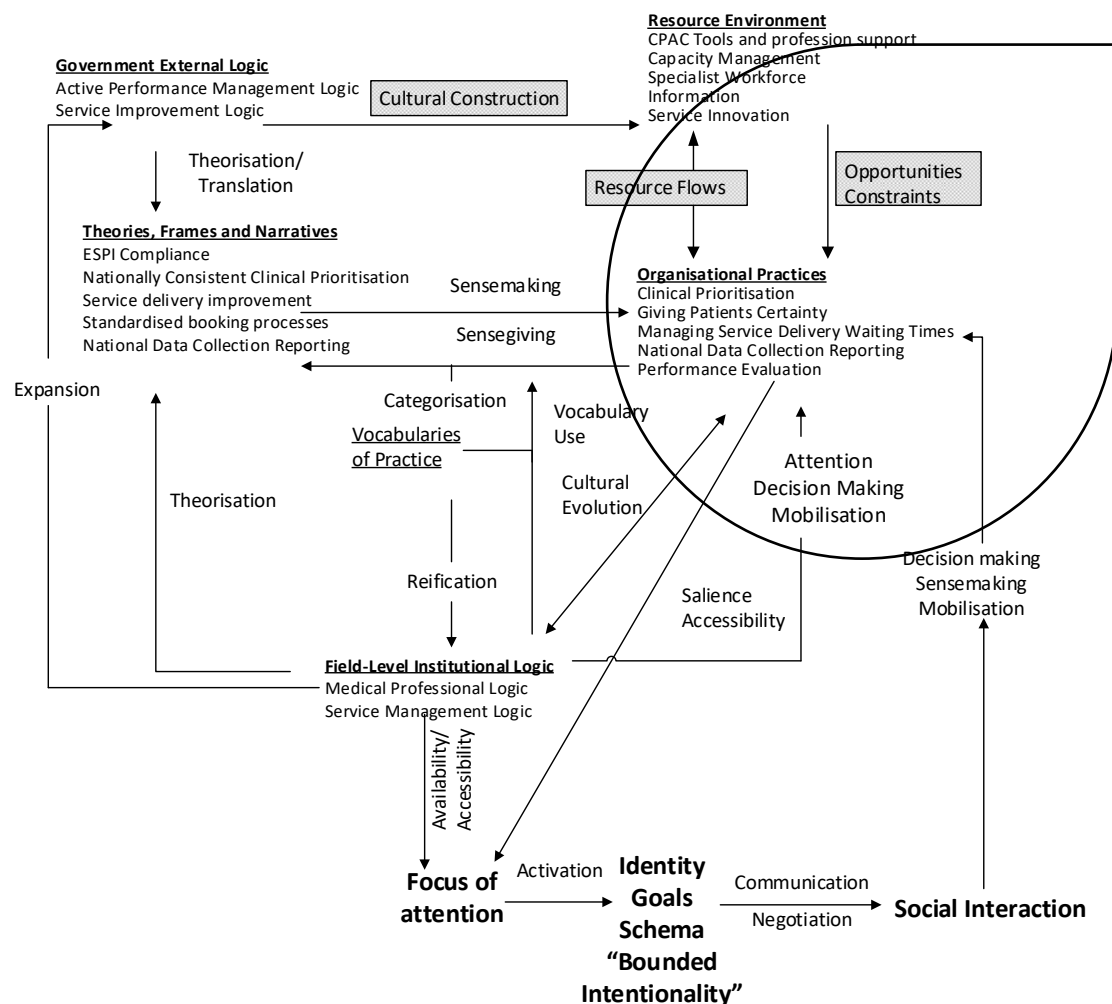 Resource Environment
CPAC Tools and profession support
Capacity Management
Specialist Workforce
Information
Service Innovation
Government External Logic
Active Performance Management Logic
Service Improvement Logic
Cultural Construction
Theorisation/
Translation
Resource Flows
Opportunities
Constraints
Theories, Frames and Narratives
ESPI Compliance
Nationally Consistent Clinical Prioritisation
Service delivery improvement
Standardised booking processes
National Data Collection Reporting
Sensemaking
Sensegiving
Organisational Practices
Clinical Prioritisation
Giving Patients Certainty
Managing Service Delivery Waiting Times
National Data Collection Reporting
Performance Evaluation
Expansion
Categorisation
Vocabularies
of Practice
Vocabulary
Use
Cultural
Evolution
Attention
Decision Making
Mobilisation
Theorisation
Reification
Salience
Accessibility
Decision making
Sensemaking
Mobilisation
Field-Level Institutional Logic
Medical Professional Logic
Service Management Logic
Availability/
Accessibility
Focus of
attention
Activation
Identity
Goals
Schema
“Bounded
Intentionality”
Communication
Negotiation
Social Interaction